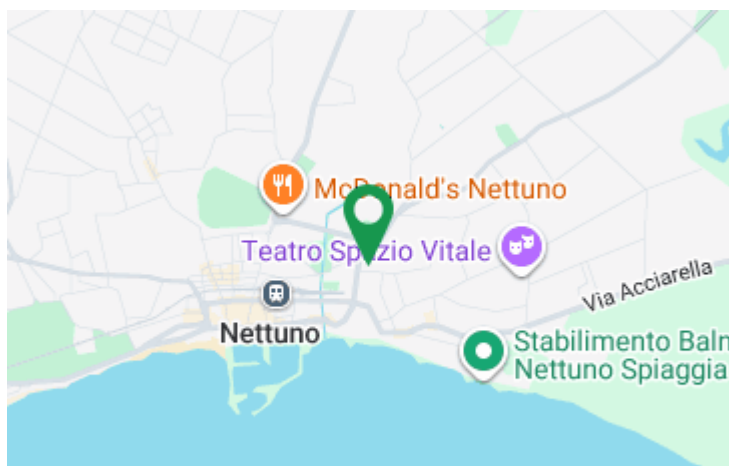 McDonald's Nettuno
Teatro Spazio Vitale
Via Acciarella
Nettuno
Stabilimento Baln
Nettuno Spiaggia